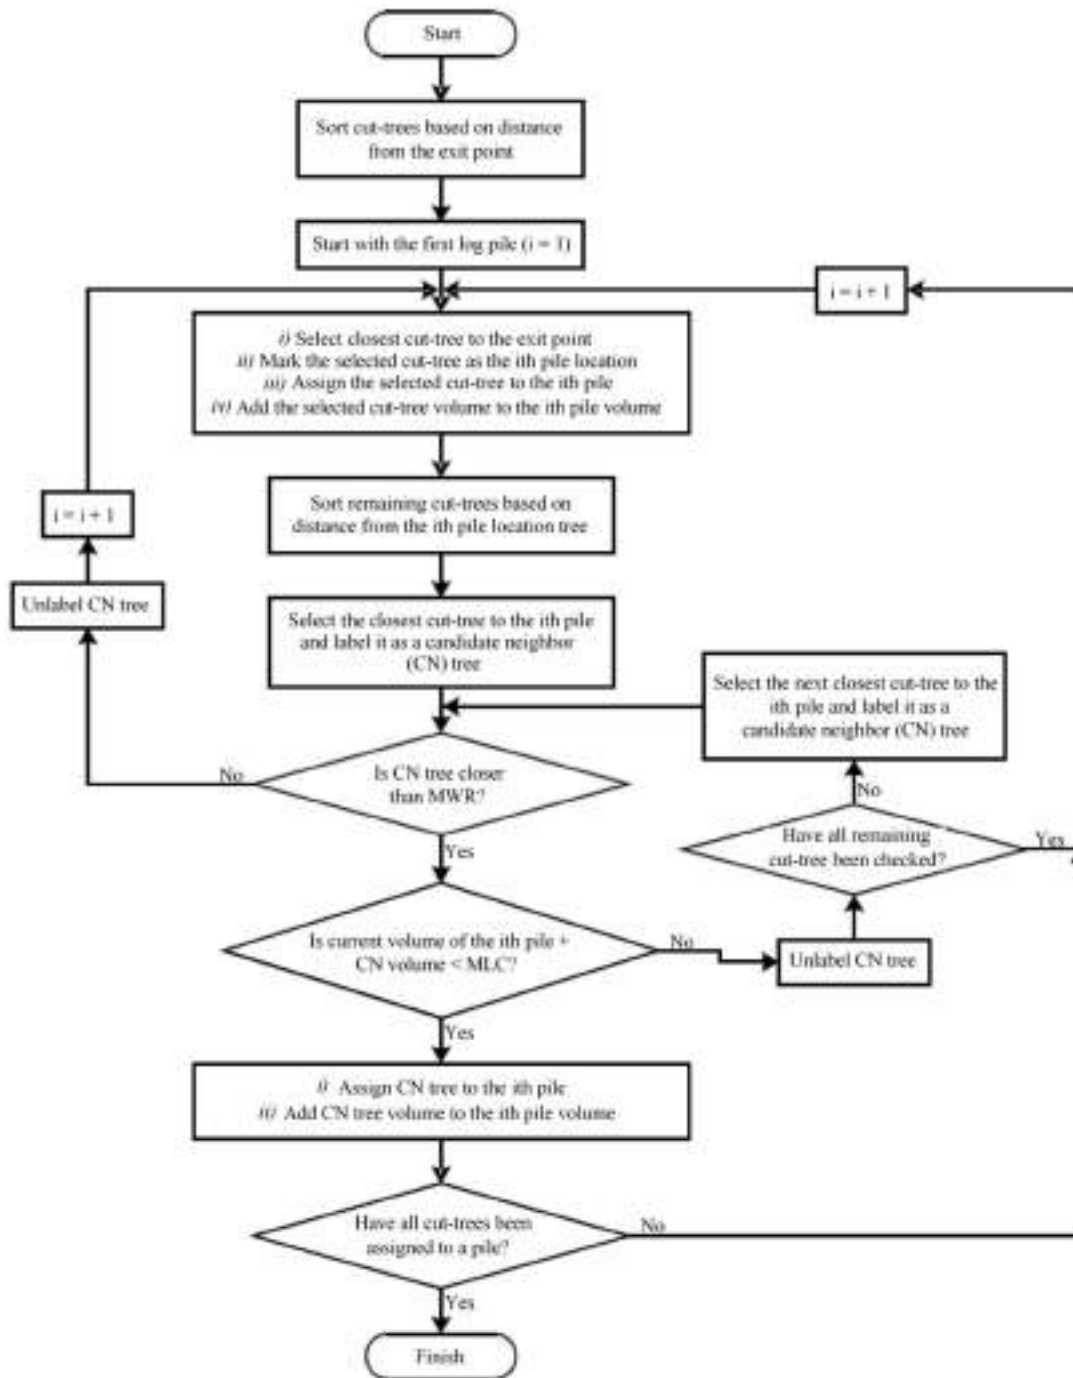 Start
Sort cut-trees based on distance
from the exit point
Start with the first log pile (i = 1)
i = i + 1
i) Select closest cut-tree to the exit point
ii) Mark the selected cut-tree as the ith pile location
iii) Assign the selected cut-tree to the ith pile
iv) Add the selected cut-tree volume to the ith pile volume
Sort remaining cut-trees based on
distance from the ith pile location tree
i = i + 1
Unlabel CN tree
Select the closest cut-tree to the ith pile
and label it as a candidate neighbor
(CN) tree
Select the next closest cut-tree to the
ith pile and label it as a
candidate neighbor (CN) tree
No
Is CN tree closer
than MWR?
No
Have all remaining
cut-tree been checked?
Yes
Yes
Is current volume of the ith pile +
CN volume < MLC?
No
Unlabel CN tree
Yes
i) Assign CN tree to the ith pile
ii) Add CN tree volume to the ith pile volume
Have all cut-trees been
assigned to a pile?
No
Yes
Finish